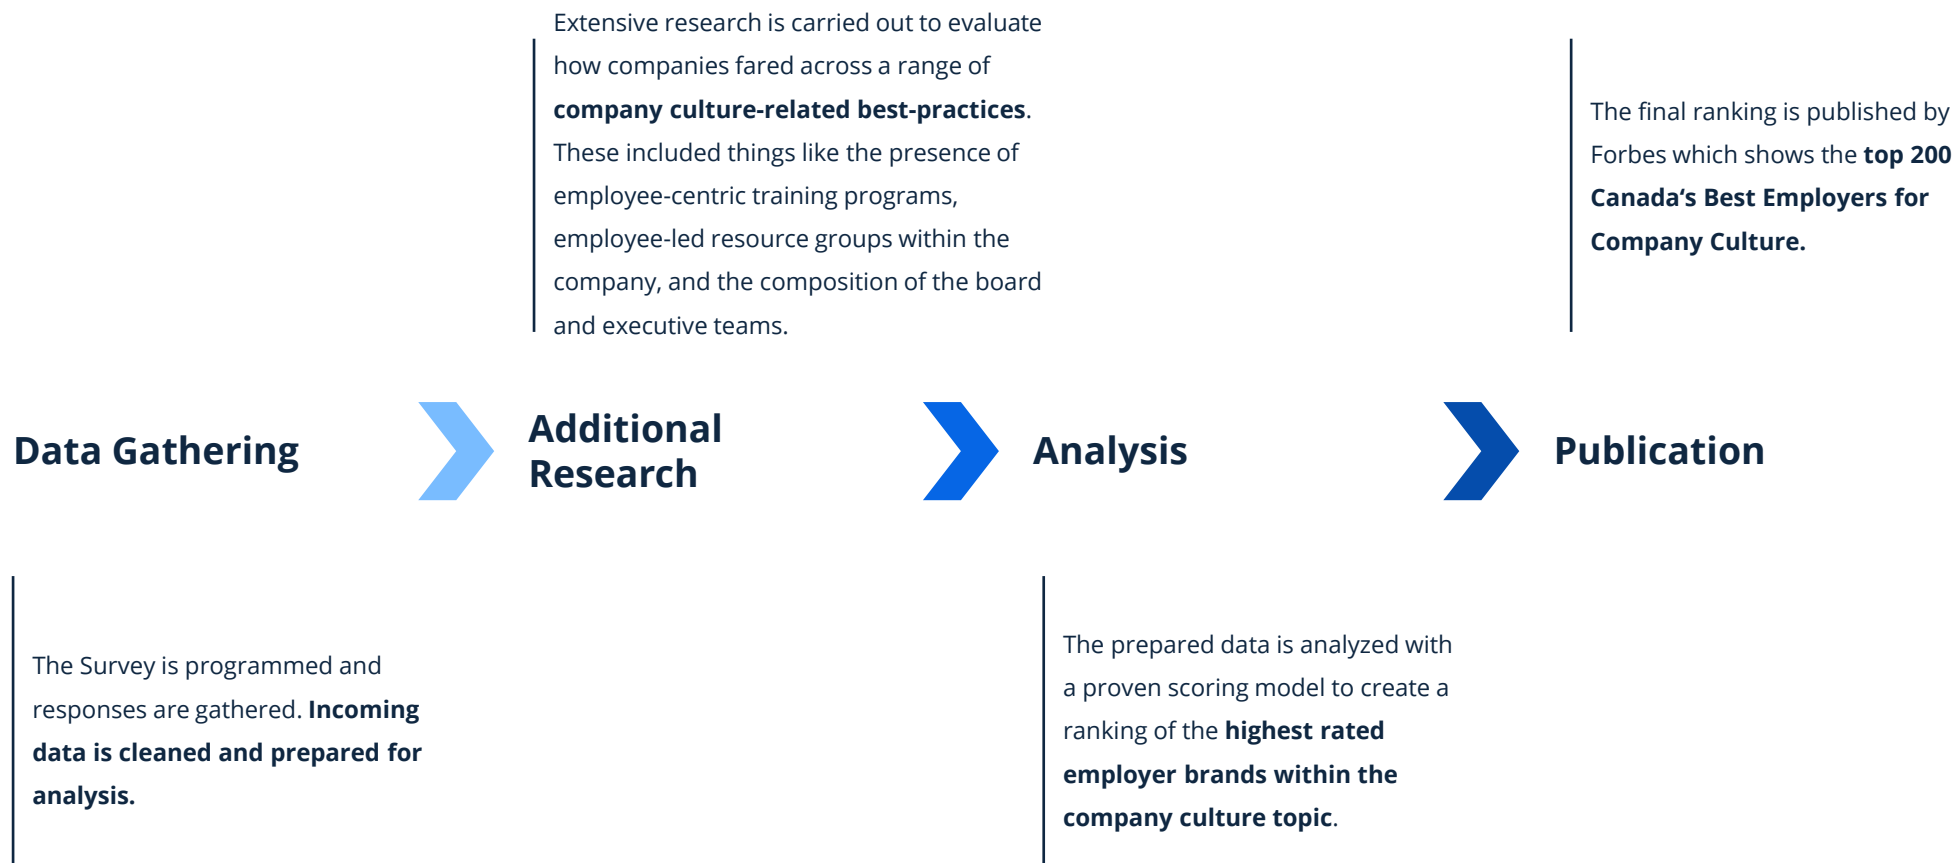 Extensive research is carried out to evaluate
how companies fared across a range of
company culture-related best-practices.
These included things like the presence of
employee-centric training programs,
employee-led resource groups within the
company, and the composition of the board
and executive teams.
The final ranking is published by
Forbes which shows the top 200
Canada‘s Best Employers for
Company Culture.
Data Gathering
Additional
Research
Analysis
Publication
The Survey is programmed and
responses are gathered. Incoming
data is cleaned and prepared for
analysis.
The prepared data is analyzed with
a proven scoring model to create a
ranking of the highest rated
employer brands within the
company culture topic.